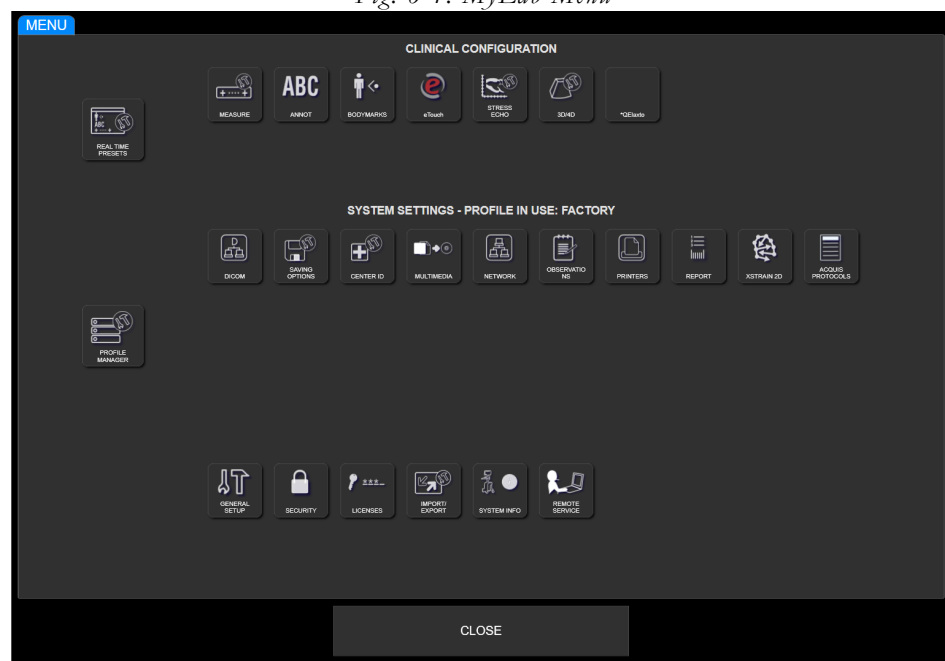 Fig. 6-7: MyLab Menu
MENU
CLINICAL CONFIGURATION
MEASURE
ABC
ANNOT
BODYMARKS
e
eTouch
STRESS
ECHO
3D/4D
*QElaxto
ABC
REAL TIME
PRESETS
SYSTEM SETTINGS - PROFILE IN USE: FACTORY
D
DICOM
SAVING
OPTIONS
CENTER ID
MULTIMEDIA
NETWORK
OBSERVATIO
NS
PRINTERS
REPORT
XSTRAIN 2D
ACQUIS
PROTOCOLS
PROFILE
MANAGER
GENERAL
SETUP
SECURITY
***_
LICENSES
IMPORT/
EXPORT
SYSTEM INFO
REMOTE
SERVICE
CLOSE